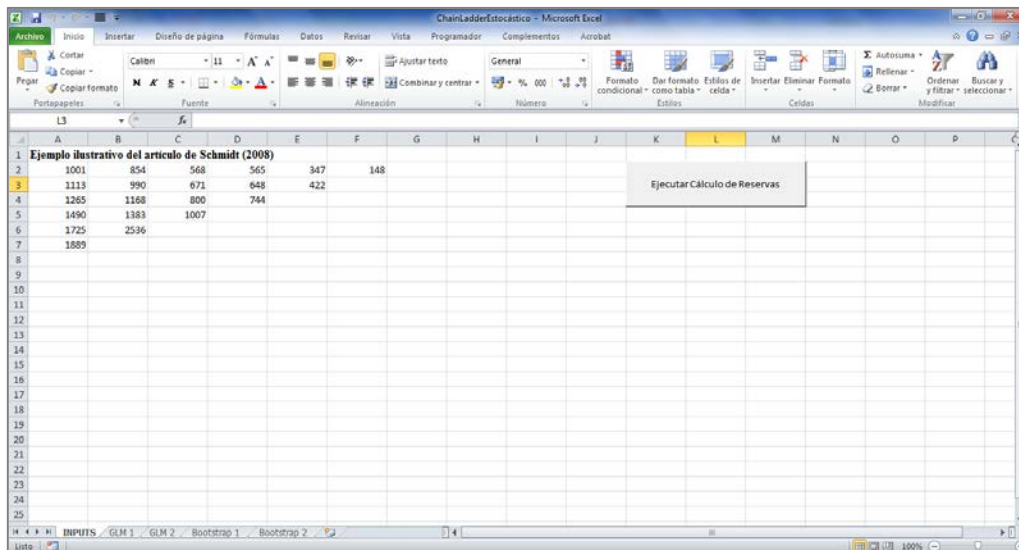 ChainLadderEstocástico - Microsoft Excel
Archivo Inicio Insertar Diseño de página Fórmulas Datos Revisar Vista Programador Complementos Acrobat
Pegar
Cortar
Copiar
Copiar formato
Portapapeles
Calibri 11
N K S
Fuente
Ajustar texto
Combinar y centrar
Alineación
General
% 000
Número
Formato condicional
Dar formato como tabla
Estilos de celda
Estilos
Insertar Eliminar Formato
Celdas
Σ Autosuma
Rellenar
Borrar
Ordenar y filtrar
Buscar y seleccionar
Modificar
L3 fx
A B C D E F G H I J K L M N O P
1 Ejemplo ilustrativo del artículo de Schmidt (2008)
2 1001 854 568 565 347 148
3 1113 990 671 648 422
4 1265 1168 800 744
5 1490 1383 1007
6 1725 2536
7 1889
8
9
10
11
12
13
14
15
16
17
18
19
20
21
22
23
24
25
Ejecutar Cálculo de Reservas
INPUTS GLM 1 GLM 2 Bootstrap 1 Bootstrap 2
Listo 100%